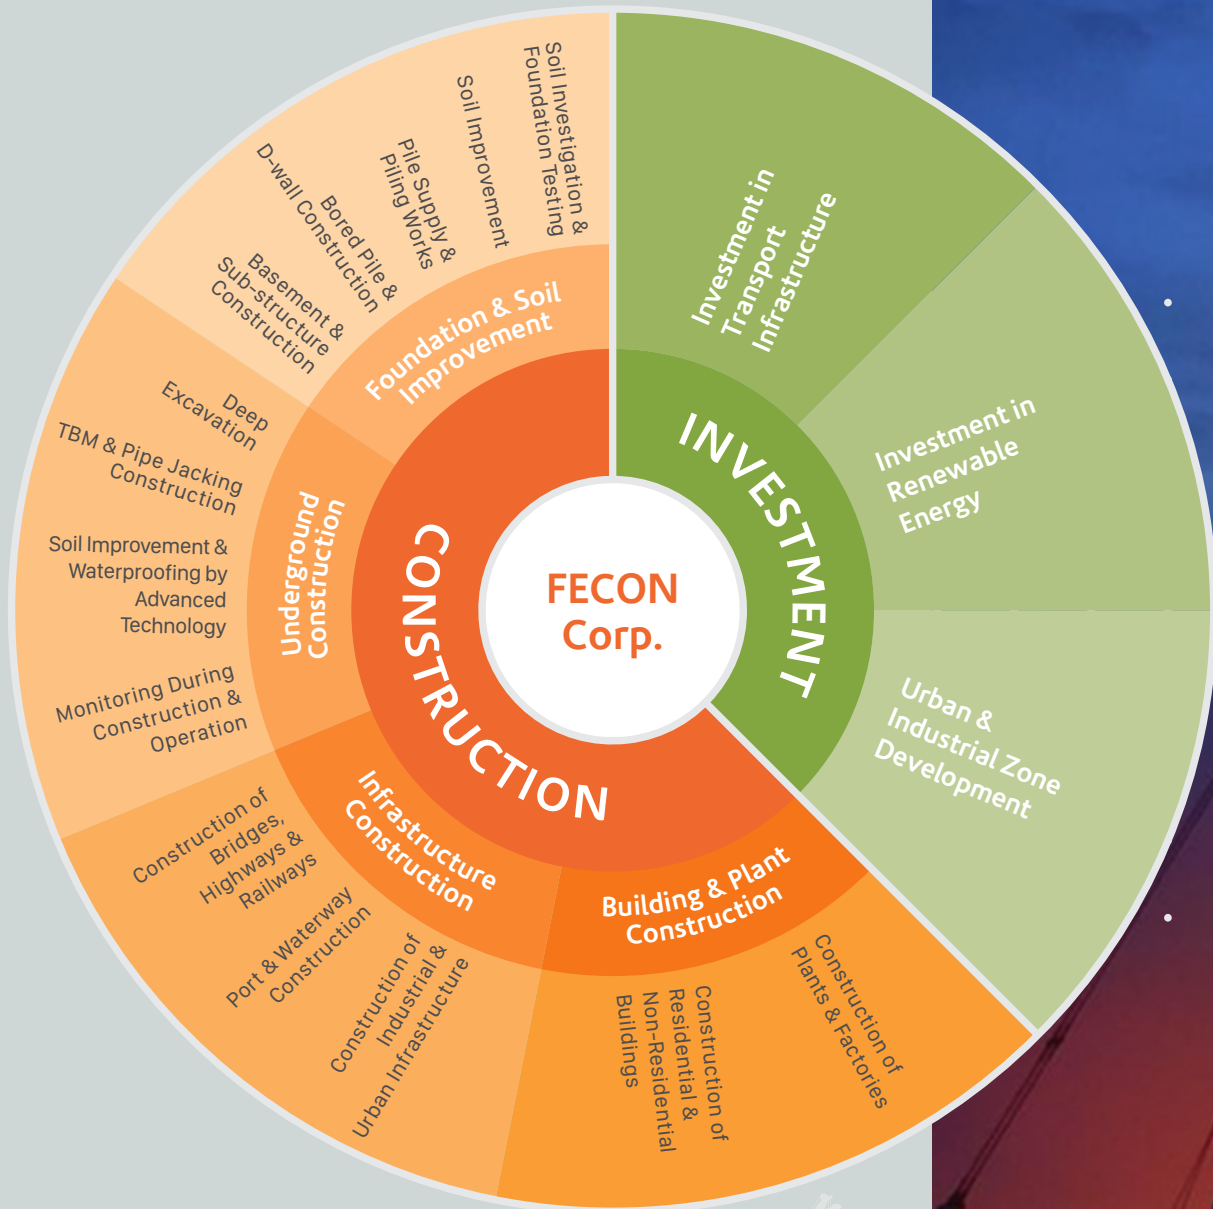 FECON
Corp.
INVESTMENT
Investment in
Transport
Infrastructure
Investment in
Renewable
Energy
Urban &
Industrial Zone
Development
CONSTRUCTION
Foundation & Soil
Improvement
Soil Investigation &
Foundation Testing
Soil Improvement
Pile Supply &
Piling Works
Bored Pile &
D-wall Construction
Basement &
Sub-structure
Construction
Underground
Construction
Deep
Excavation
TBM & Pipe Jacking
Construction
Soil Improvement &
Waterproofing by
Advanced
Technology
Monitoring During
Construction &
Operation
Infrastructure
Construction
Construction of
Bridges,
Highways &
Railways
Port & Waterway
Construction
Construction of
Industrial &
Urban Infrastructure
Building & Plant
Construction
Construction of
Residential &
Non-Residential
Buildings
Construction of
Plants & Factories